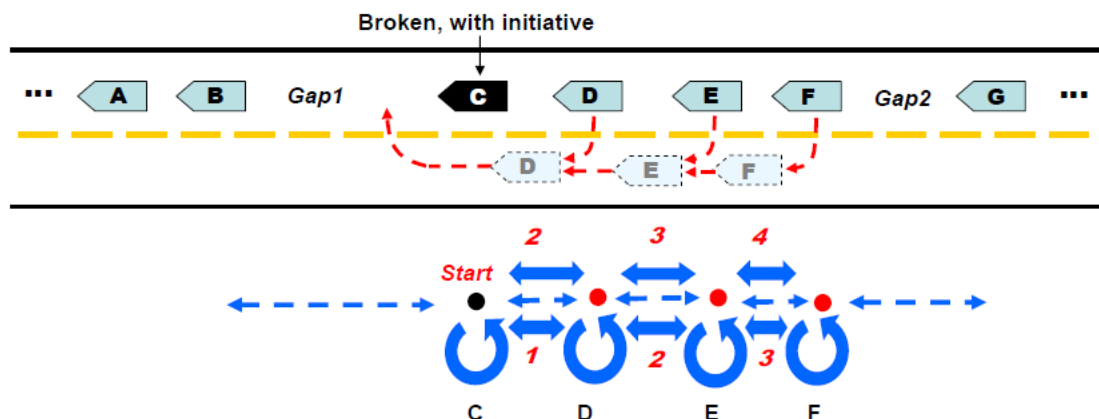 Broken, with initiative
... A B Gap1 C D E F Gap2 G ...
D E F
2 3 4
Start
1 2 3
C D E F